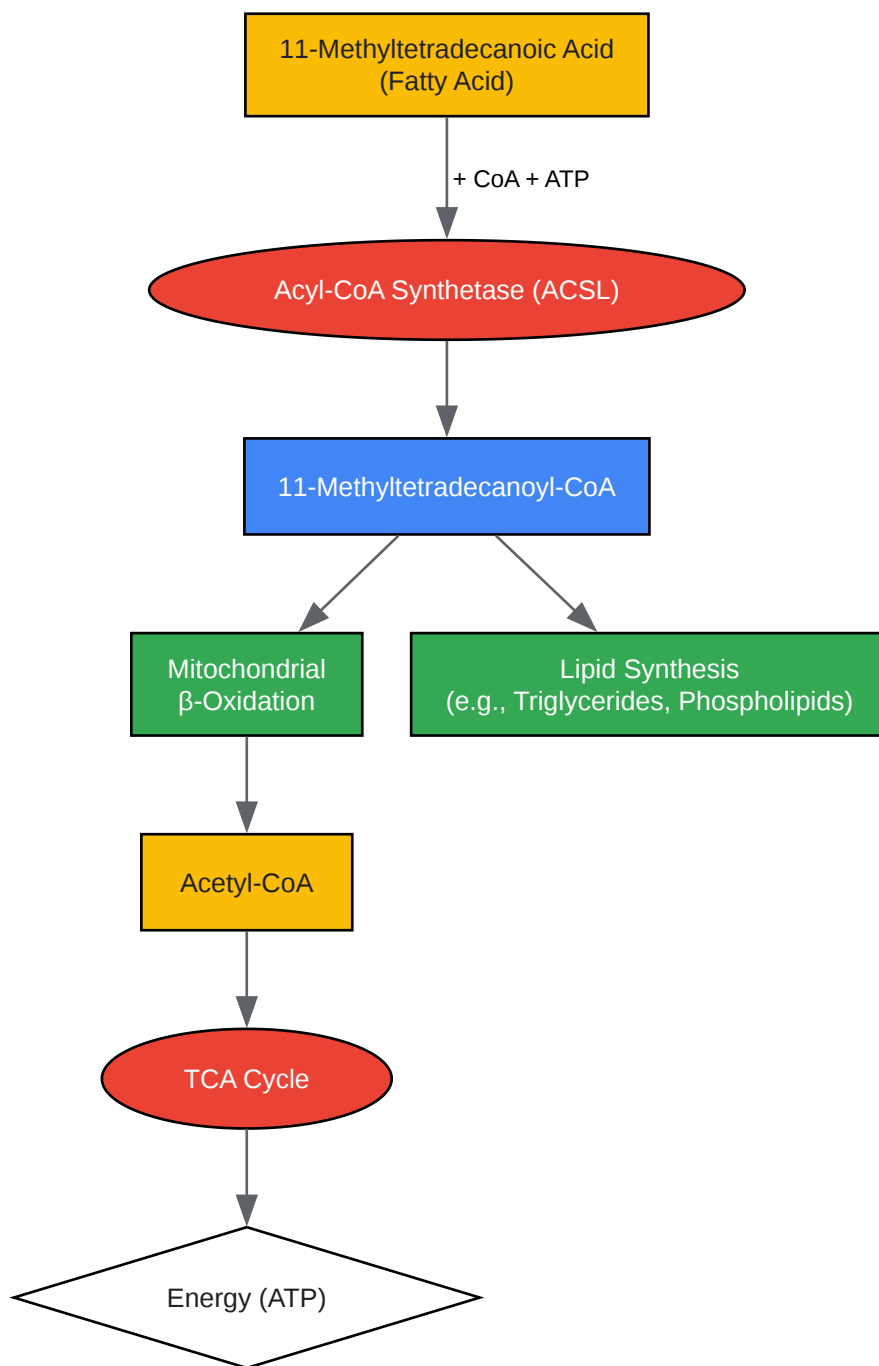 11-Methyltetradecanoic Acid
(Fatty Acid)
+ CoA + ATP
Acyl-CoA Synthetase (ACSL)
11-Methyltetradecanoyl-CoA
Mitochondrial
β-Oxidation
Lipid Synthesis
(e.g., Triglycerides, Phospholipids)
Acetyl-CoA
TCA Cycle
Energy (ATP)